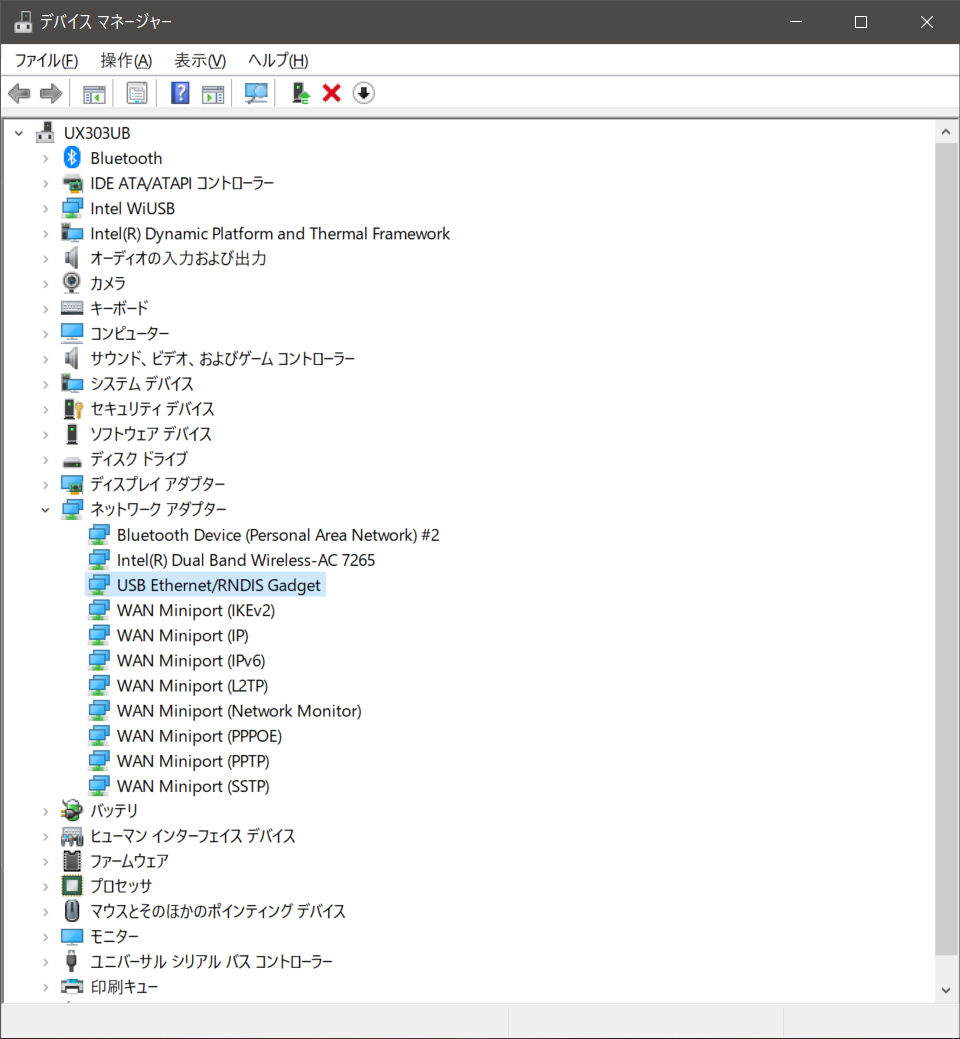 デバイス マネージャー
ファイル(F) 操作(A) 表示(V) ヘルプ(H)
UX303UB
Bluetooth
IDE ATA/ATAPI コントローラー
Intel WiUSB
Intel(R) Dynamic Platform and Thermal Framework
オーディオの入力および出力
カメラ
キーボード
コンピューター
サウンド、ビデオ、およびゲーム コントローラー
システム デバイス
セキュリティ デバイス
ソフトウェア デバイス
ディスク ドライブ
ディスプレイ アダプター
ネットワーク アダプター
Bluetooth Device (Personal Area Network) #2
Intel(R) Dual Band Wireless-AC 7265
USB Ethernet/RNDIS Gadget
WAN Miniport (IKEv2)
WAN Miniport (IP)
WAN Miniport (IPv6)
WAN Miniport (L2TP)
WAN Miniport (Network Monitor)
WAN Miniport (PPPOE)
WAN Miniport (PPTP)
WAN Miniport (SSTP)
バッテリ
ヒューマン インターフェイス デバイス
ファームウェア
プロセッサ
マウスとそのほかのポインティング デバイス
モニター
ユニバーサル シリアル バス コントローラー
印刷キュー